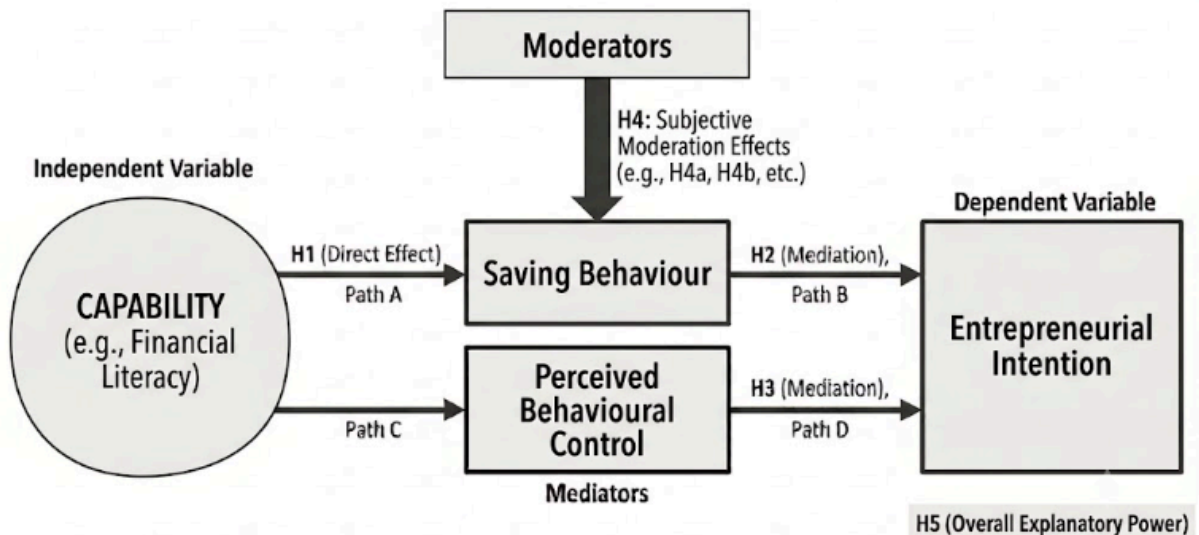 Moderators
H4: Subjective
Moderation Effects
(e.g., H4a, H4b, etc.)
Independent Variable
CAPABILITY
(e.g., Financial
Literacy)
H1 (Direct Effect)
Path A
Saving Behaviour
H2 (Mediation),
Path B
Path C
Perceived
Behavioural
Control
Mediators
H3 (Mediation),
Path D
Dependent Variable
Entrepreneurial
Intention
H5 (Overall Explanatory Power)